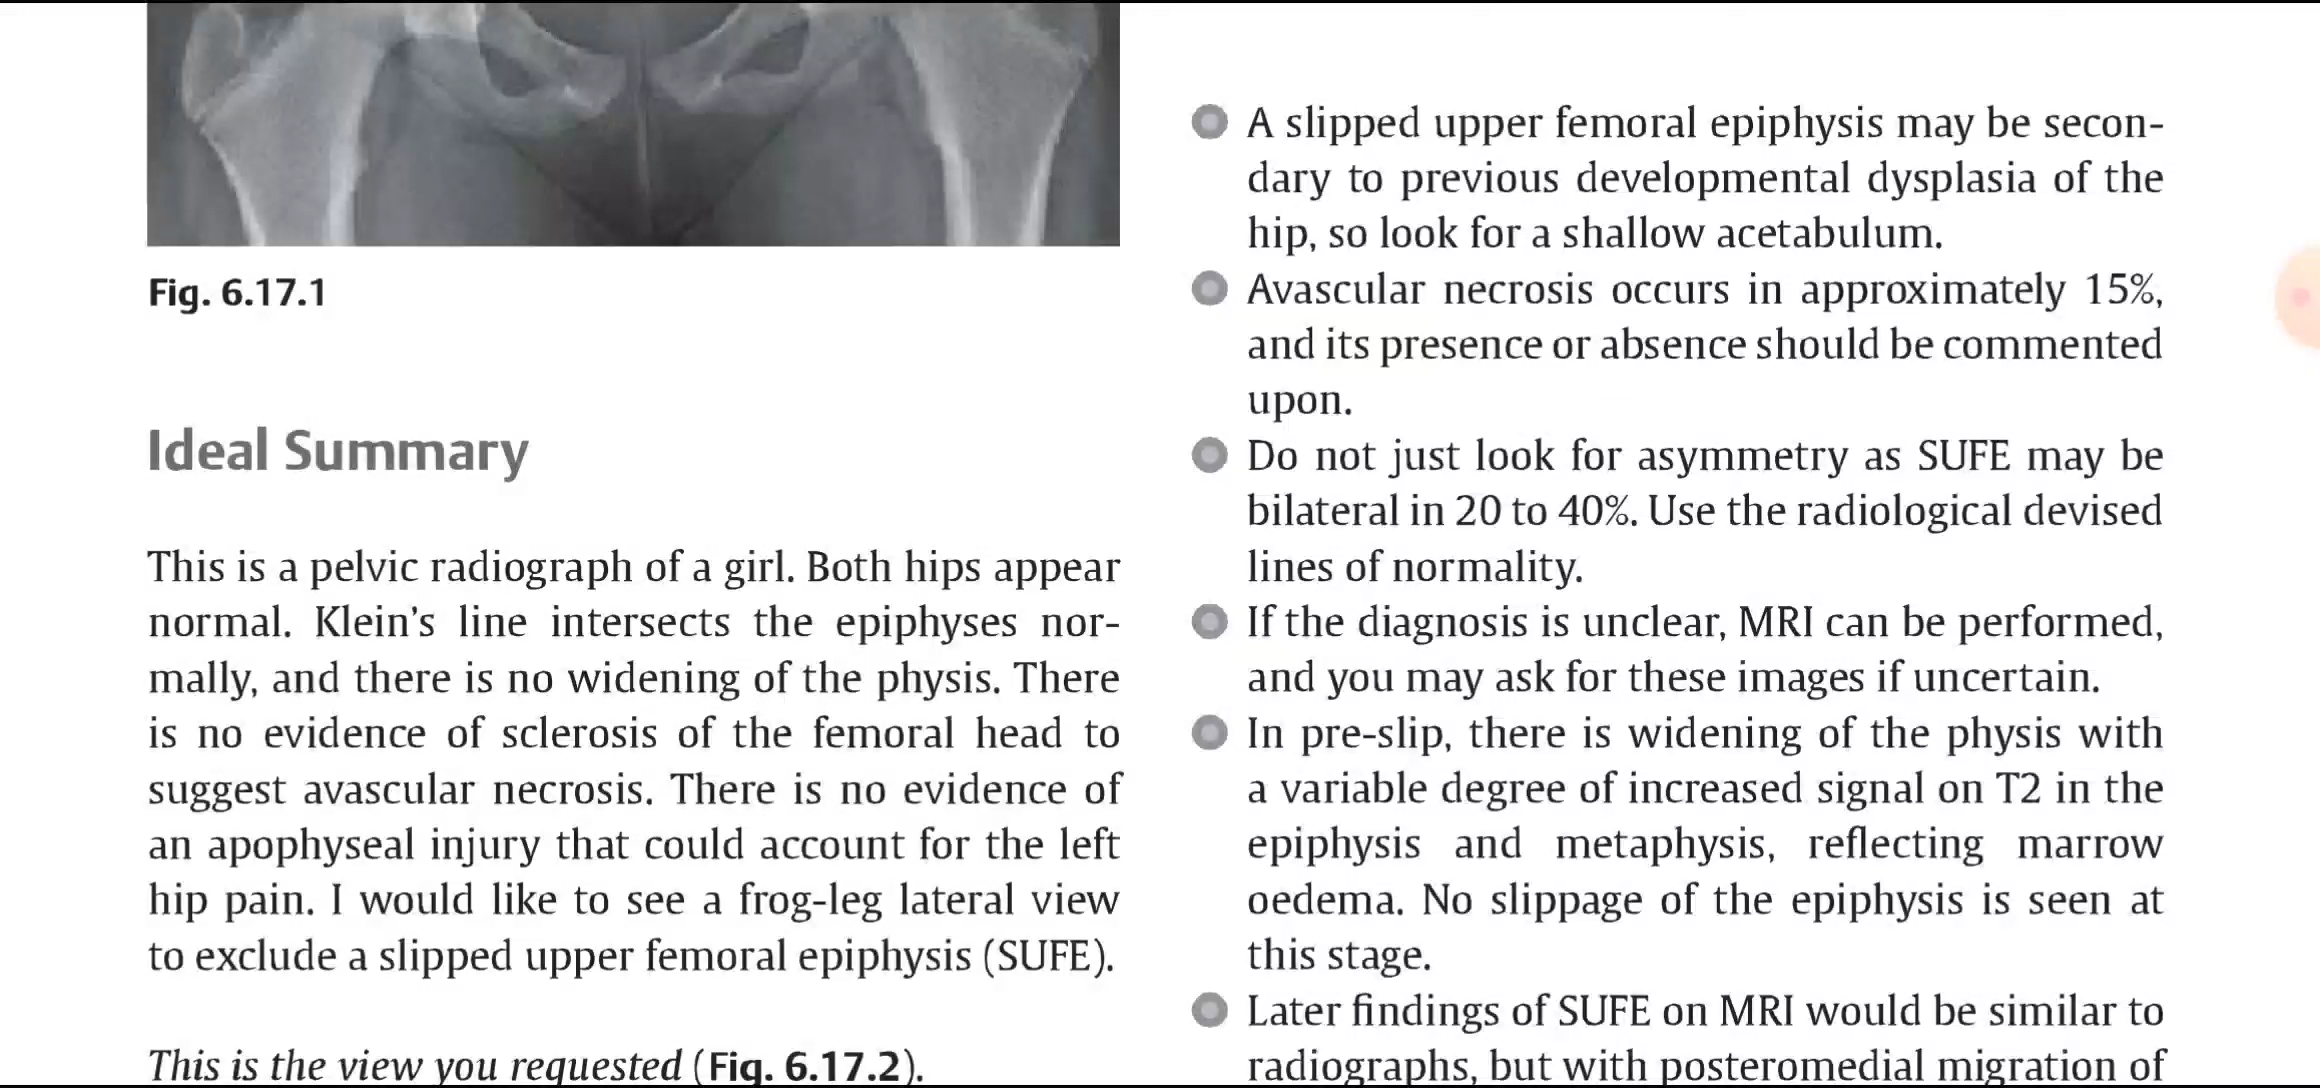 Fig. 6.17.1
Ideal Summary
This is a pelvic radiograph of a girl. Both hips appear
normal. Klein's line intersects the epiphyses nor-
mally, and there is no widening of the physis. There
is no evidence of sclerosis of the femoral head to
suggest avascular necrosis. There is no evidence of
an apophyseal injury that could account for the left
hip pain. I would like to see a frog-leg lateral view
to exclude a slipped upper femoral epiphysis (SUFE).
This is the view you requested (Fig. 6.17.2).
A slipped upper femoral epiphysis may be secon-
dary to previous developmental dysplasia of the
hip, so look for a shallow acetabulum.
Avascular necrosis occurs in approximately 15%,
and its presence or absence should be commented
upon.
Do not just look for asymmetry as SUFE may be
bilateral in 20 to 40%. Use the radiological devised
lines of normality.
If the diagnosis is unclear, MRI can be performed,
and you may ask for these images if uncertain.
In pre-slip, there is widening of the physis with
a variable degree of increased signal on T2 in the
epiphysis and metaphysis, reflecting marrow
oedema. No slippage of the epiphysis is seen at
this stage.
Later findings of SUFE on MRI would be similar to
radiographs, but with posteromedial migration of